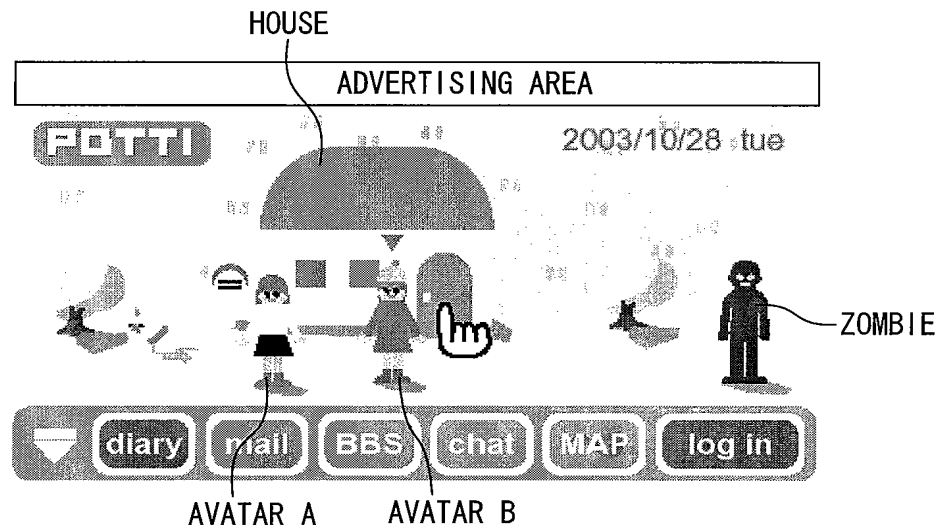 HOUSE
ADVERTISING AREA
POTTI
2003/10/28 tue
ZOMBIE
diary mail BBS chat MAP log in
AVATAR A AVATAR B